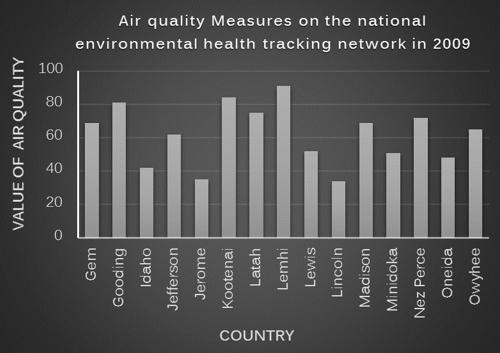 Air quality Measures on the national
environmental health tracking network in 2009
VALUE OF AIR QUALITY
100
80
60
40
20
0
Gem
Gooding
Idaho
Jefferson
Jerome
Kootenai
Latah
Lemhi
Lewis
Lincoln
Madison
Minidoka
Nez Perce
Oneida
Owyhee
COUNTRY